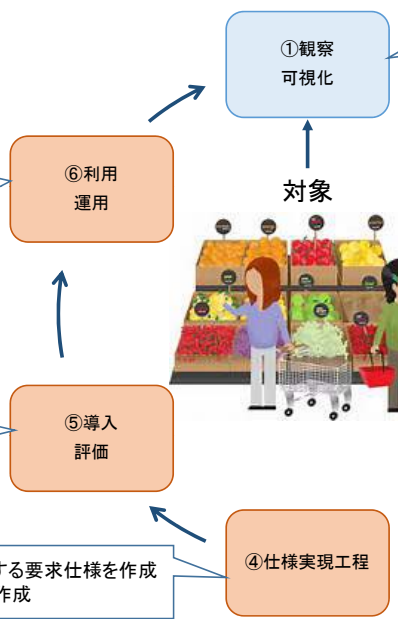 ①観察
可視化
⑥利用
運用
対象
⑤導入
評価
④仕様実現工程
する要求仕様を作成
作成